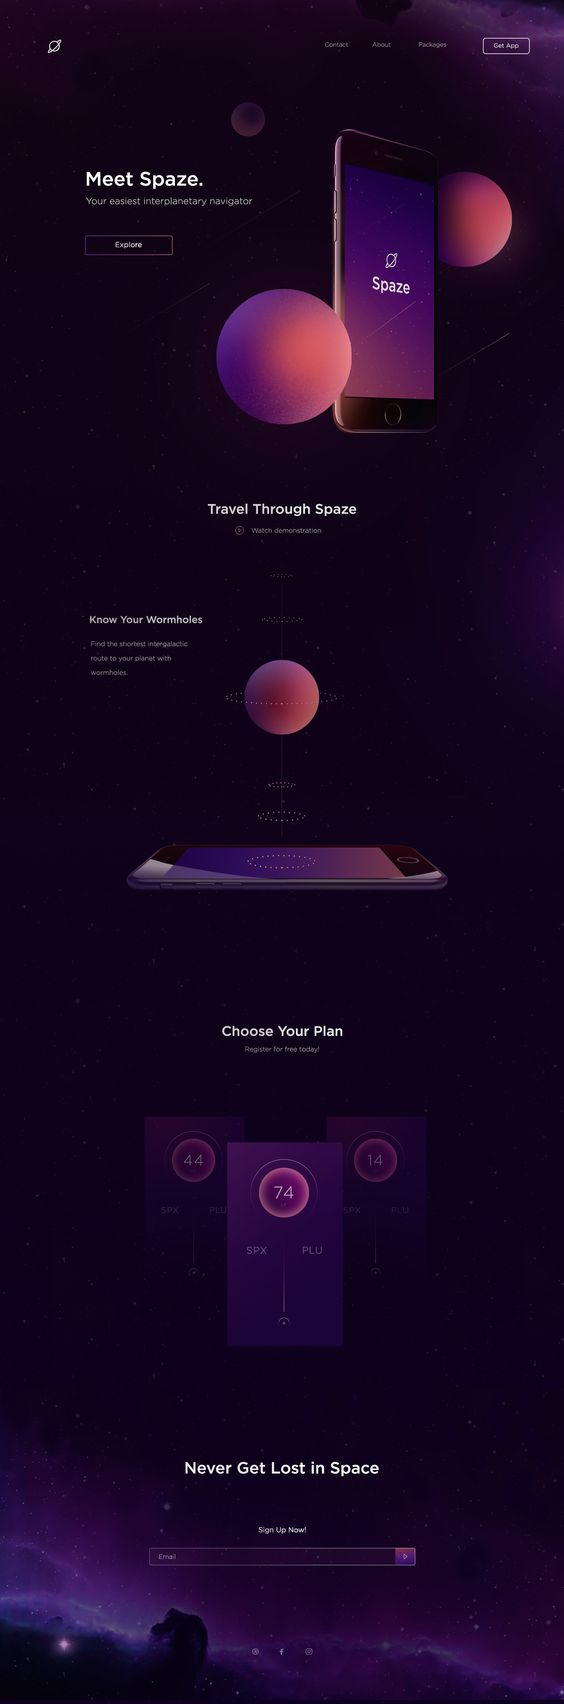 Contact About Packages Get App
Meet Spaze.
Your easiest interplanetary navigator
Explore
Spaze
Travel Through Spaze
Watch demonstration
Know Your Wormholes
Find the shortest intergalactic
route to your planet with
wormholes.
Choose Your Plan
Register for free today!
44
SPX PLU
74
SPX PLU
14
SPX PLU
Never Get Lost in Space
Sign Up Now!
Email